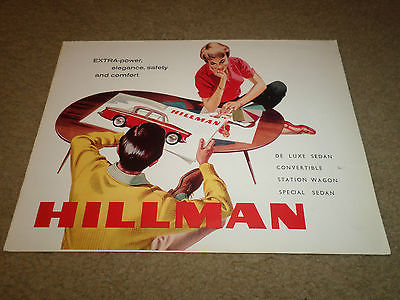 EXTRA-power,
elegance, safety
and comfort
HILLMAN
DE LUXE SEDAN
CONVERTIBLE
STATION WAGON
SPECIAL SEDAN
HILLMAN